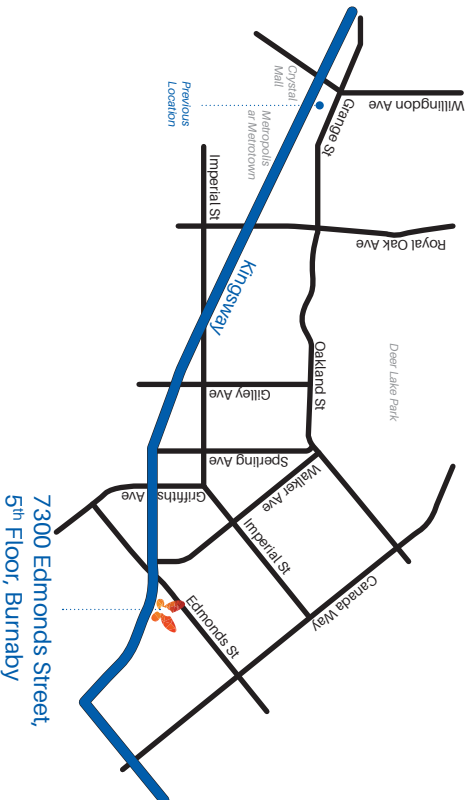 Willingdon Ave
Crystal
Mall
Previous
Location
Grange St
Metropolis
ar Metrotown
Imperial St
Royal Oak Ave
Kingsway
Deer Lake Park
Oakland St
Gilley Ave
Sperling Ave
Walker Ave
Griffiths Ave
Imperial St
Canada Way
Edmonds St
7300 Edmonds Street,
5th Floor, Burnaby